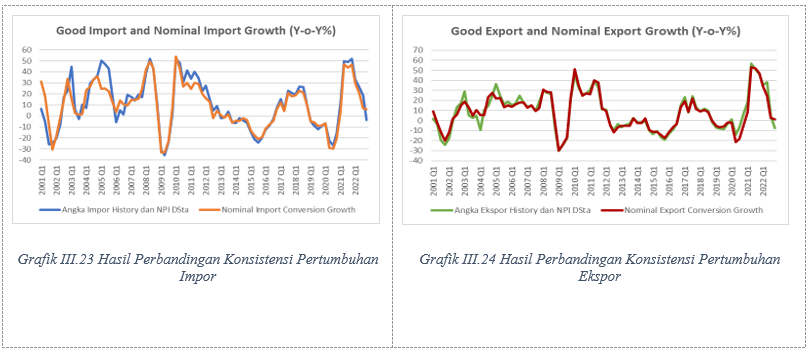 Good Import and Nominal Import Growth (Y-o-Y%)
60
50
40
30
20
10
0
-10
-20
-30
-40
2001 Q1
2002 Q1
2003 Q1
2004 Q1
2005 Q1
2006 Q1
2007 Q1
2008 Q1
2009 Q1
2010 Q1
2011 Q1
2012 Q1
2013 Q1
2014 Q1
2015 Q1
2016 Q1
2017 Q1
2018 Q1
2019 Q1
2020 Q1
2021 Q1
2022 Q1
Angka Impor History dan NPI DSta
Nominal Import Conversion Growth
Grafik III.23 Hasil Perbandingan Konsistensi Pertumbuhan
Impor
Good Export and Nominal Export Growth (Y-o-Y%)
70
60
50
40
30
20
10
0
-10
-20
-30
-40
2001 Q1
2002 Q1
2003 Q1
2004 Q1
2005 Q1
2006 Q1
2007 Q1
2008 Q1
2009 Q1
2010 Q1
2011 Q1
2012 Q1
2013 Q1
2014 Q1
2015 Q1
2016 Q1
2017 Q1
2018 Q1
2019 Q1
2020 Q1
2021 Q1
2022 Q1
Angka Ekspor History dan NPI DSta
Nominal Export Conversion Growth
Grafik III.24 Hasil Perbandingan Konsistensi Pertumbuhan
Ekspor